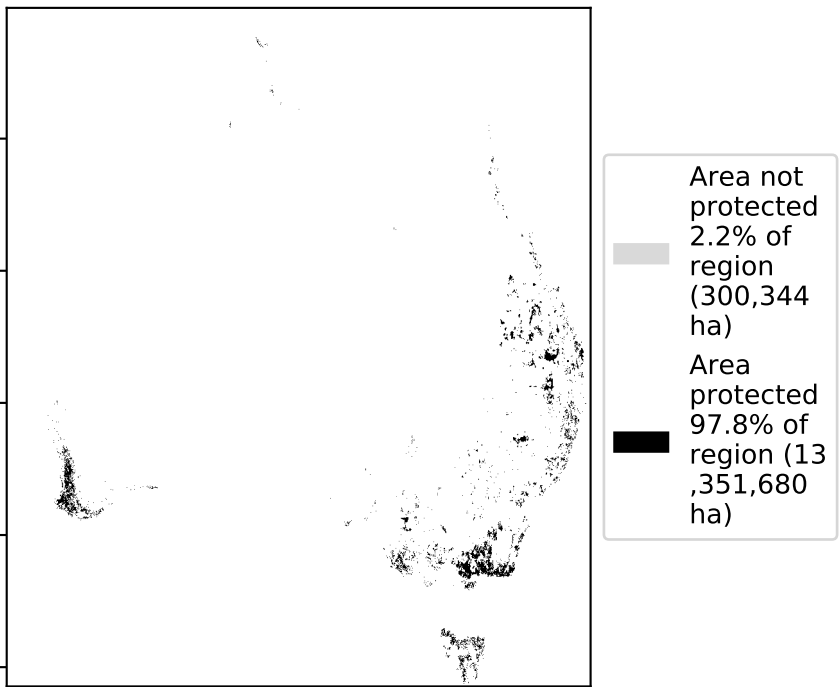 Area not
protected
2.2% of
region
(300,344
ha)
Area
protected
97.8% of
region (13
,351,680
ha)